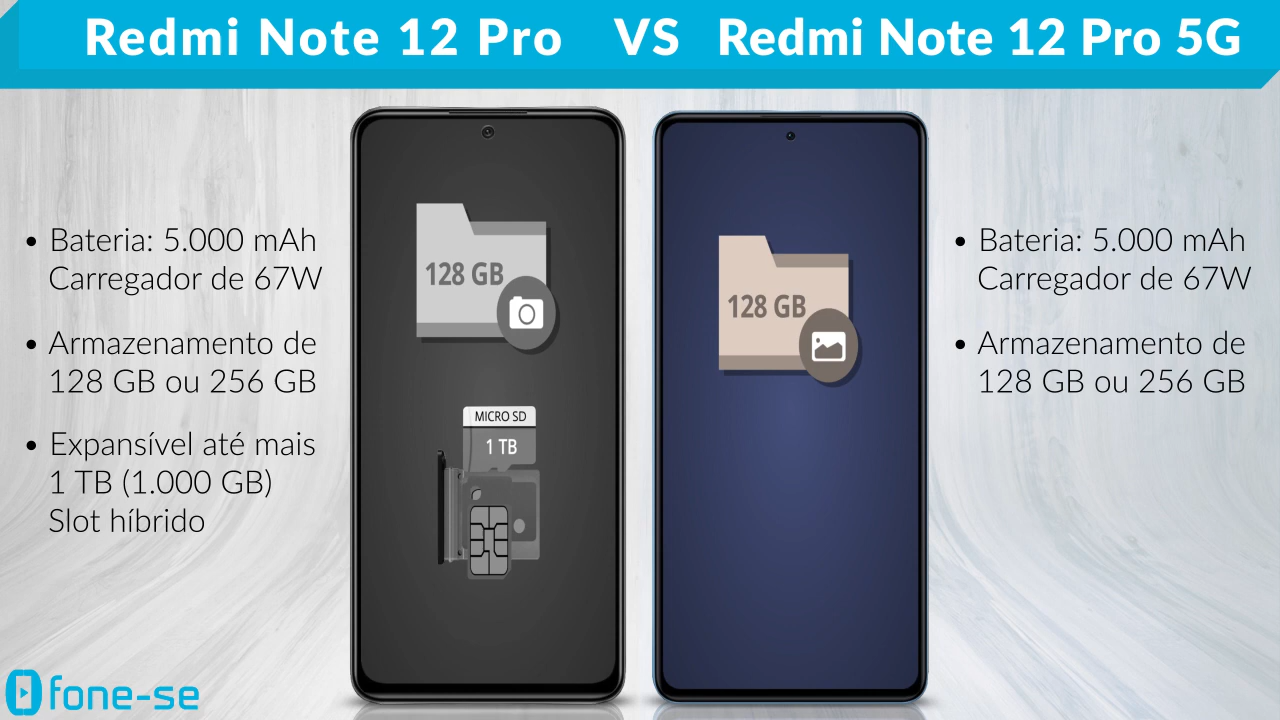 Redmi Note 12 Pro VS Redmi Note 12 Pro 5G
• Bateria: 5.000 mAh
Carregador de 67W
• Armazenamento de
128 GB ou 256 GB
• Expansível até mais
1 TB (1.000 GB)
Slot híbrido
128 GB
MICRO SD
1 TB
128 GB
• Bateria: 5.000 mAh
Carregador de 67W
• Armazenamento de
128 GB ou 256 GB
fone-se